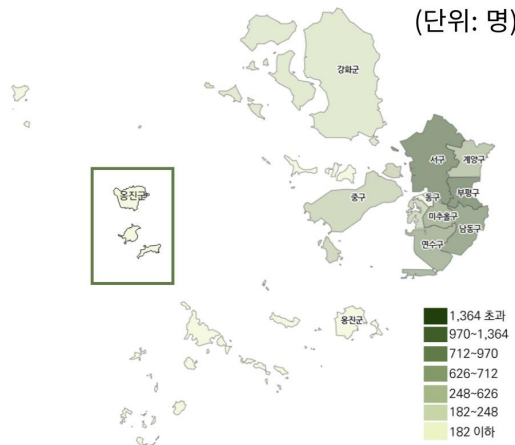 (단위: 명)
강화군
서구
계양구
옹진군
중구
동구
부평구
미추홀구
남동구
연수구
옹진군
1,364 초과
970~1,364
712~970
626~712
248~626
182~248
182 이하